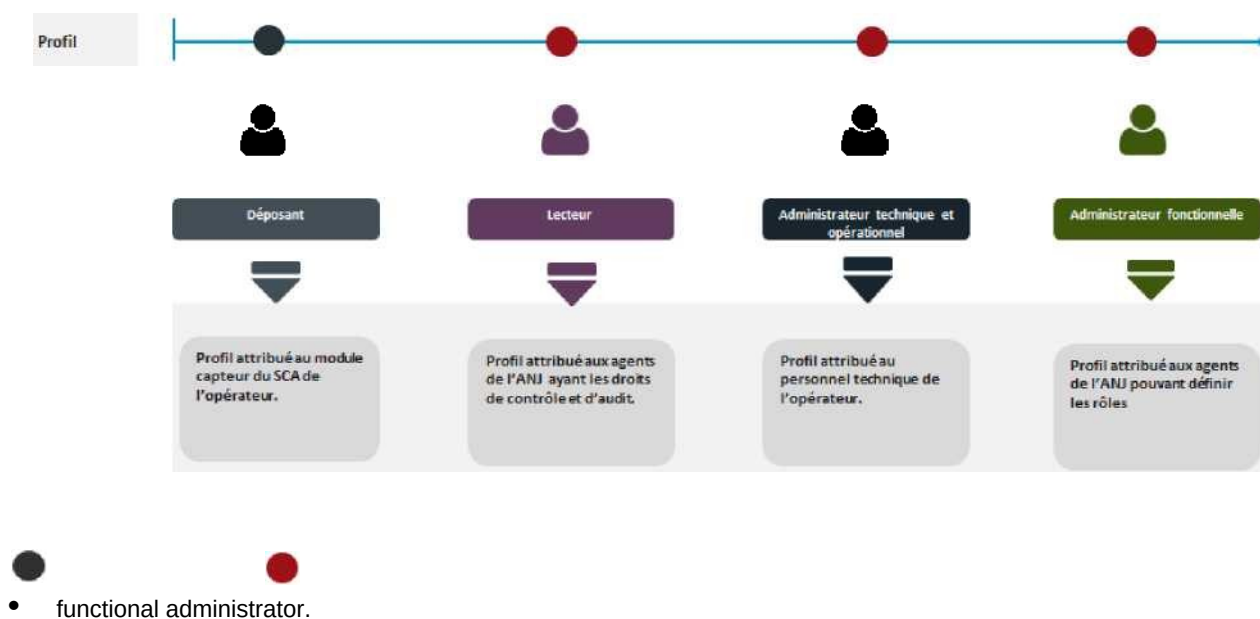 Profil
Déposant
Lecteur
Administrateur technique et
opérationnel
Administrateur fonctionnelle
Profil attribué au module
capteur du SCA de
l'opérateur.
Profil attribué aux agents
de l'ANJ ayant les droits
de contrôle et d'audit.
Profil attribué au
personnel technique de
l'opérateur.
Profil attribué aux agents
de l'ANJ pouvant définir
les rôles
• functional administrator.